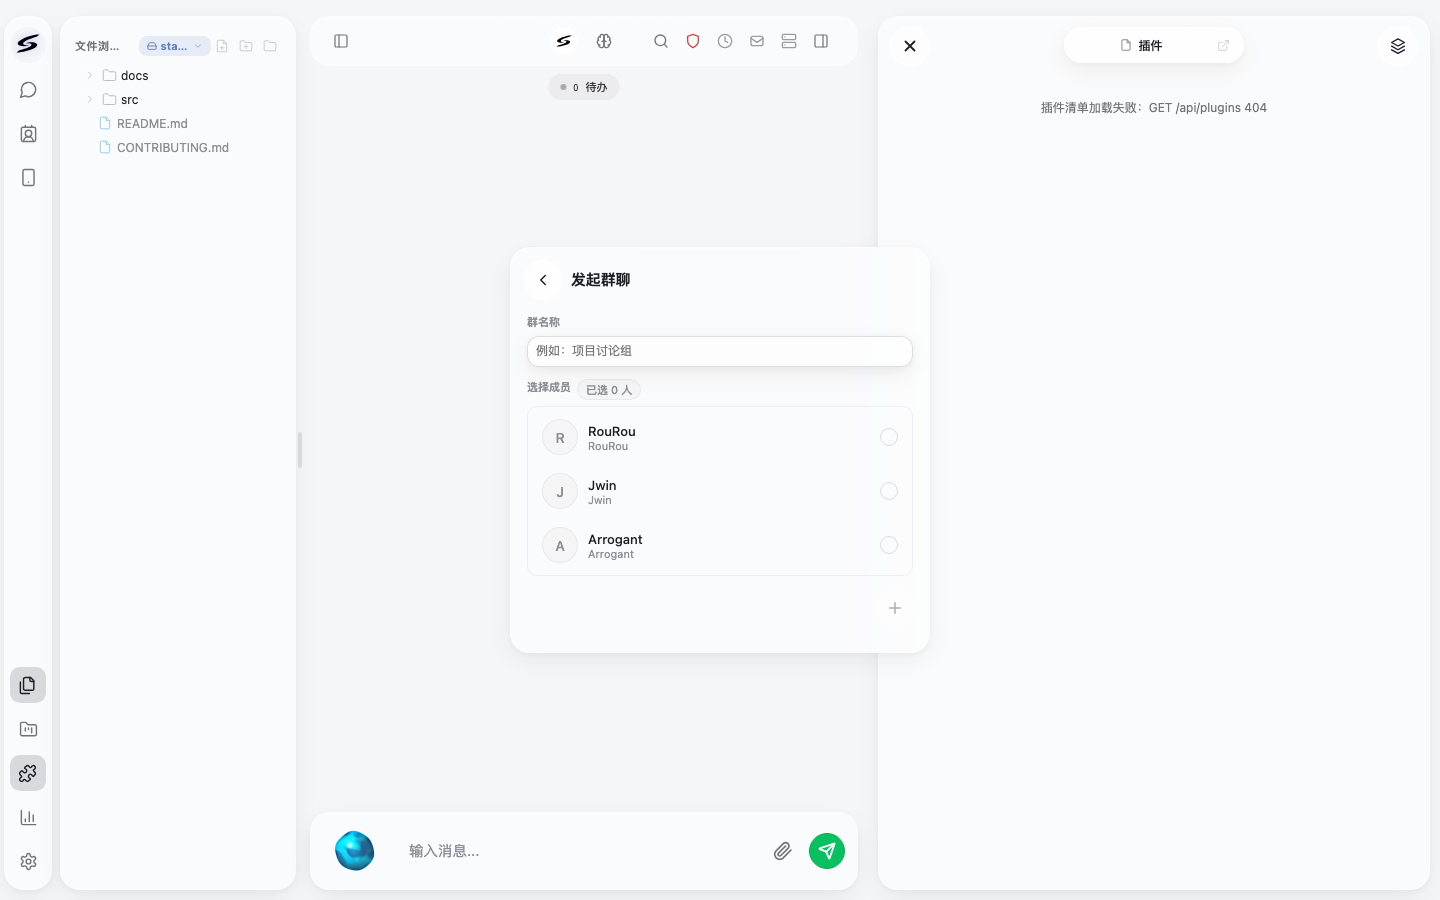 文件浏...
sta...
docs
src
README.md
CONTRIBUTING.md
0 待办
发起群聊
群名称
例如：项目讨论组
选择成员
已选 0 人
R
RouRou
RouRou
J
Jwin
Jwin
A
Arrogant
Arrogant
输入消息...
插件
插件清单加载失败：GET /api/plugins 404